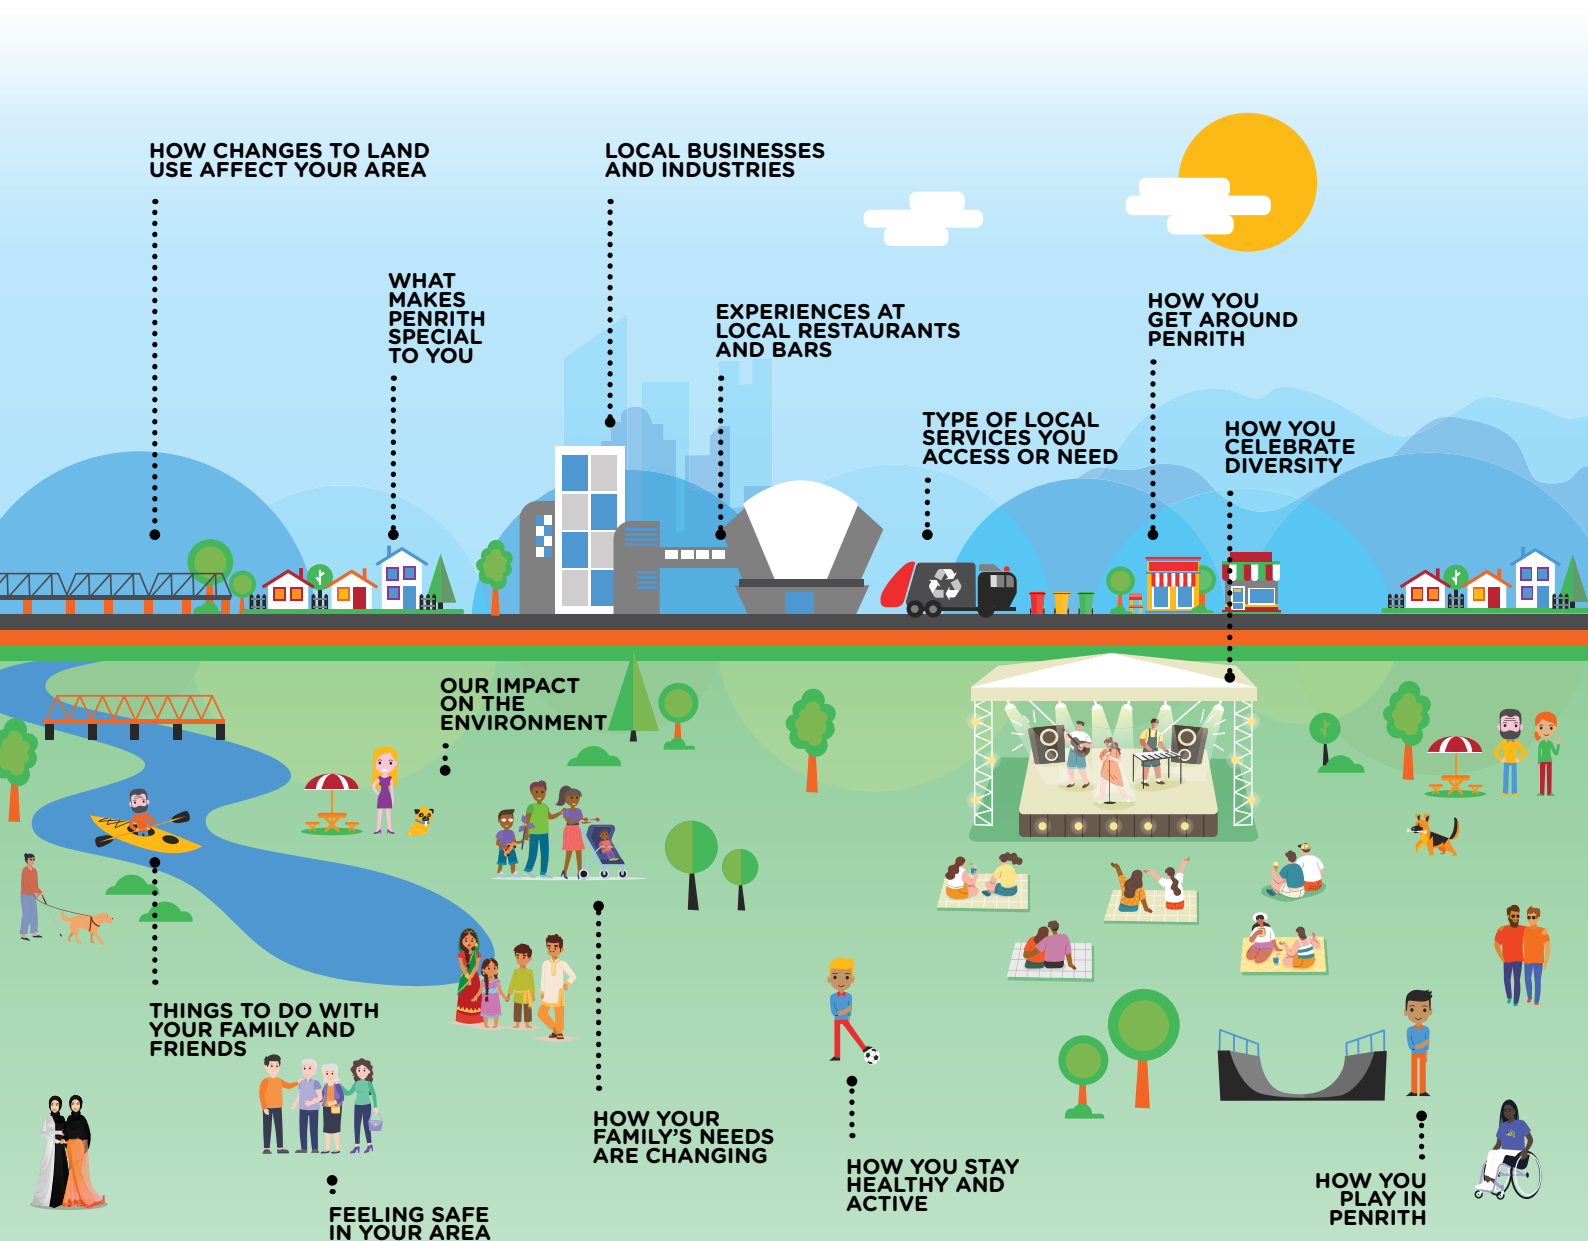 HOW CHANGES TO LAND
USE AFFECT YOUR AREA
LOCAL BUSINESSES
AND INDUSTRIES
WHAT
MAKES
PENRITH
SPECIAL
TO YOU
EXPERIENCES AT
LOCAL RESTAURANTS
AND BARS
HOW YOU
GET AROUND
PENRITH
TYPE OF LOCAL
SERVICES YOU
ACCESS OR NEED
HOW YOU
CELEBRATE
DIVERSITY
OUR IMPACT
ON THE
ENVIRONMENT
THINGS TO DO WITH
YOUR FAMILY AND
FRIENDS
HOW YOUR
FAMILY'S NEEDS
ARE CHANGING
HOW YOU STAY
HEALTHY AND
ACTIVE
HOW YOU
PLAY IN
PENRITH
FEELING SAFE
IN YOUR AREA